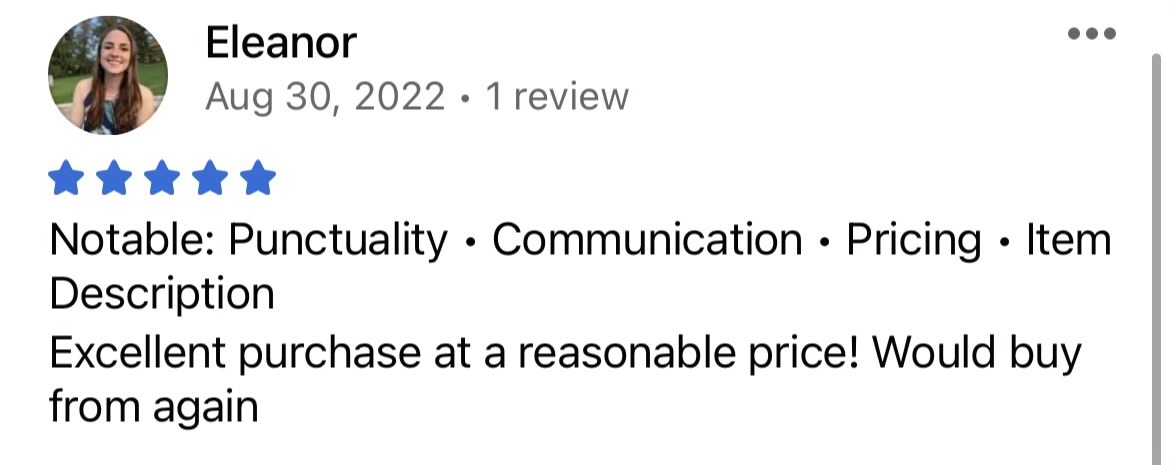 Eleanor
Aug 30, 2022 • 1 review
Notable: Punctuality • Communication • Pricing • Item
Description
Excellent purchase at a reasonable price! Would buy
from again